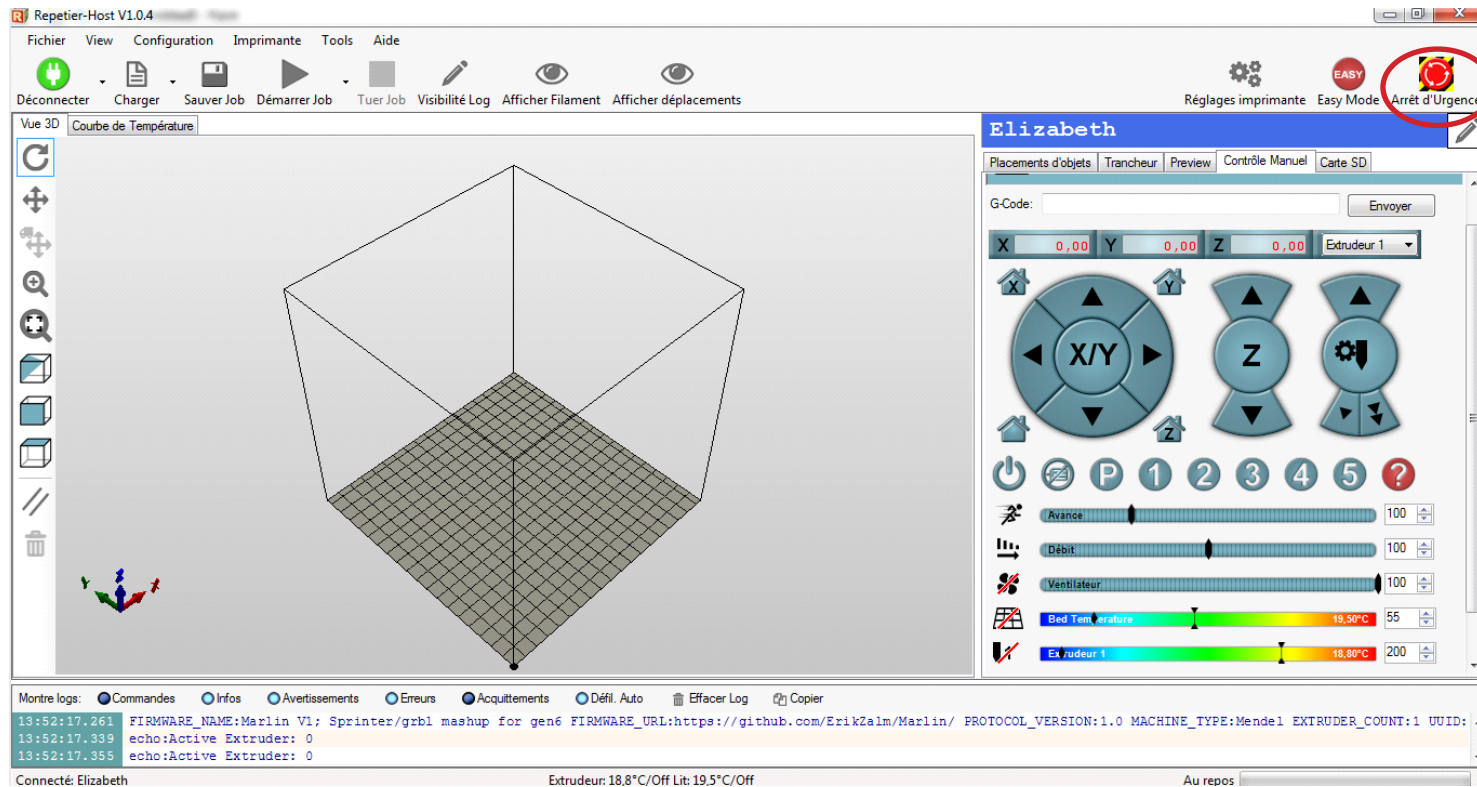 Repetier-Host V1.0.4
Fichier View Configuration Imprimante Tools Aide
Déconnecter Charger Sauver Job Démarrer Job Tuer Job Visibilité Log Afficher Filament Afficher déplacements Réglages imprimante Easy Mode Arrêt d'Urgence
EASY
Vue 3D Courbe de Température
Elizabeth
Placements d'objets Trancheur Preview Contrôle Manuel Carte SD
G-Code: Envoyer
X 0,00 Y 0,00 Z 0,00 Extrudeur 1
X Y
X/Y Z
Z
P 1 2 3 4 5 ?
Avance 100
Débit 100
Ventilateur 100
Bed Temperature 19,50°C 55
Extrudeur 1 18,80°C 200
Y Z X
Montre logs: Commandes Infos Avertissements Erreurs Acquittements Défil. Auto Effacer Log Copier
13:52:17.261 FIRMWARE_NAME:Marlin V1; Sprinter/grbl mashup for gen6 FIRMWARE_URL:https://github.com/ErikZalm/Marlin/ PROTOCOL_VERSION:1.0 MACHINE_TYPE:Mendel EXTRUDER_COUNT:1 UUID:
13:52:17.339 echo:Active Extruder: 0
13:52:17.355 echo:Active Extruder: 0
Connecté: Elizabeth Extrudeur: 18,8°C/Off Lit: 19,5°C/Off Au repos